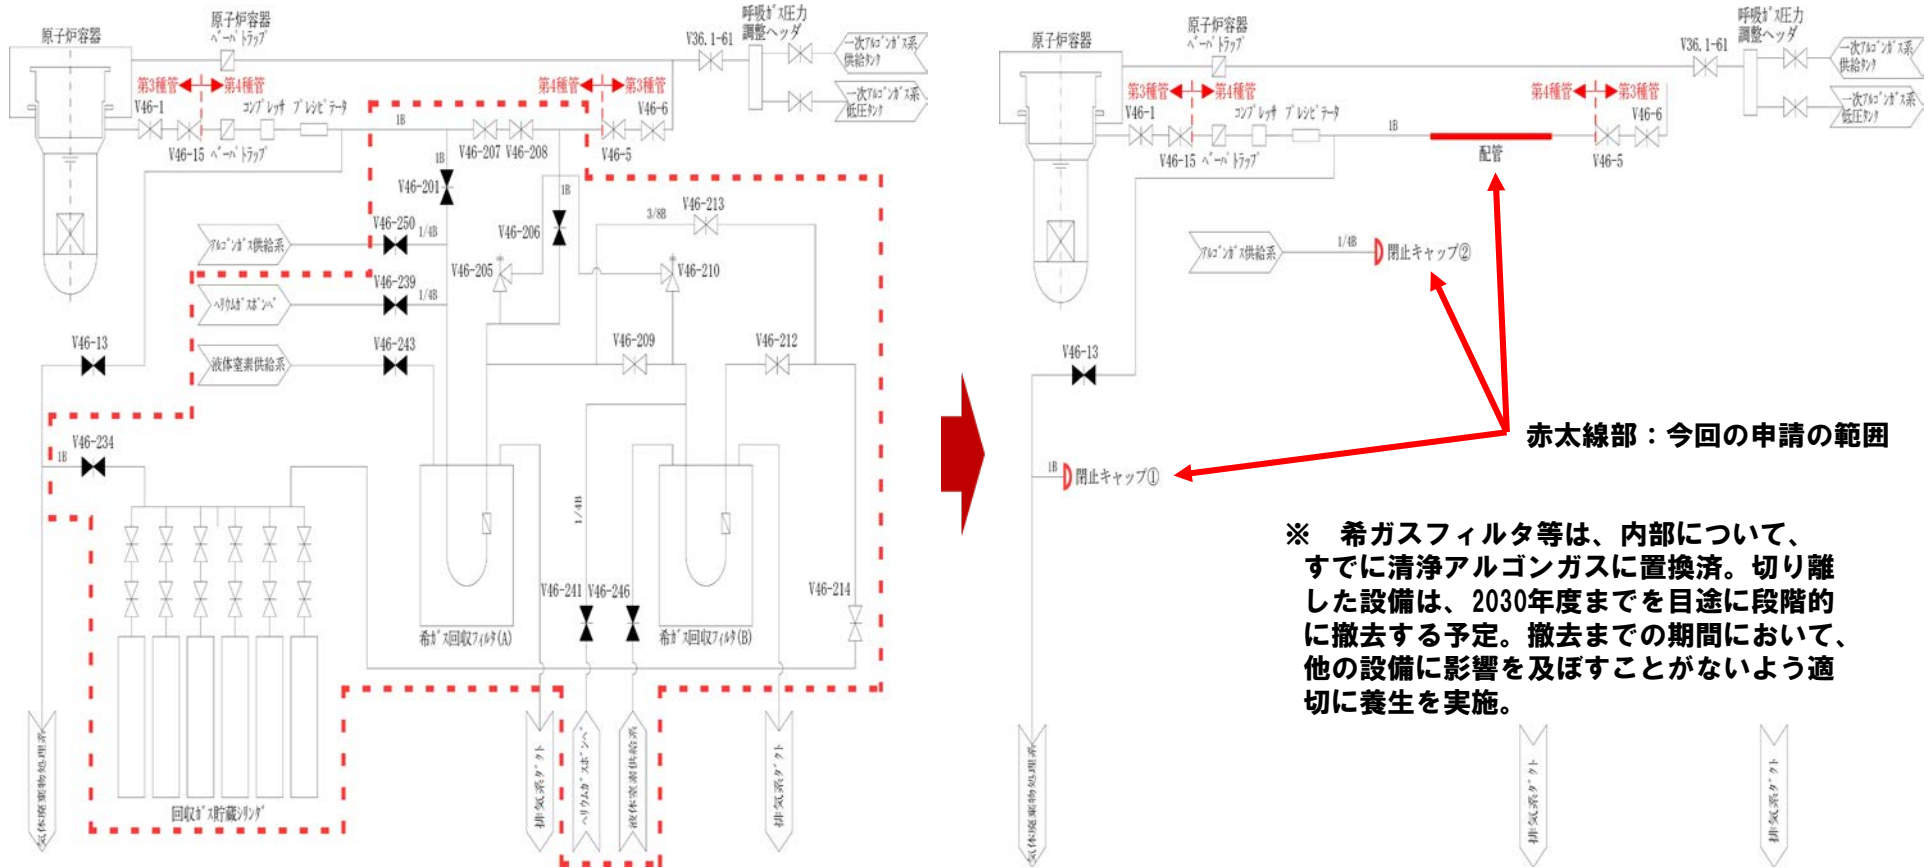 原子炉容器
原子炉容器
ベーパトラップ
呼吸ガス圧力
調整ヘッダ
V36.1-61
一次アルゴンガス系
供給タンク
一次アルゴンガス系
低圧タンク
第3種管
第4種管
V46-1
コンプレッサ
プレシピテータ
1B
第4種管
第3種管
V46-6
V46-15
ベーパトラップ
V46-207
V46-208
V46-5
1B
V46-201
1B
V46-213
3/8B
V46-250
1/4B
アルゴンガス供給系
V46-206
V46-205
V46-210
V46-239
1/4B
ヘリウムガスボンベ
V46-13
V46-243
液体窒素供給系
V46-209
V46-212
V46-234
1B
1/4B
V46-241
V46-246
V46-214
希ガス回収フィルタ(A)
希ガス回収フィルタ(B)
気体廃棄物処理系
回収ガス貯蔵シリンダ
排気系ダクト
ヘリウムガスボンベ
液体窒素供給系
排気系ダクト
原子炉容器
原子炉容器
ベーパトラップ
呼吸ガス圧力
調整ヘッダ
V36.1-61
一次アルゴンガス系
供給タンク
一次アルゴンガス系
低圧タンク
第3種管
第4種管
V46-1
コンプレッサ
プレシピテータ
1B
第4種管
第3種管
V46-6
V46-15
ベーパトラップ
配管
V46-5
アルゴンガス供給系
1/4B
閉止キャップ②
V46-13
赤太線部：今回の申請の範囲
1B
閉止キャップ①
※　希ガスフィルタ等は、内部について、
すでに清浄アルゴンガスに置換済。切り離
した設備は、2030年度までを目途に段階的
に撤去する予定。撤去までの期間において、
他の設備に影響を及ぼすことがないよう適
切に養生を実施。
気体廃棄物処理系
排気系ダクト
排気系ダクト